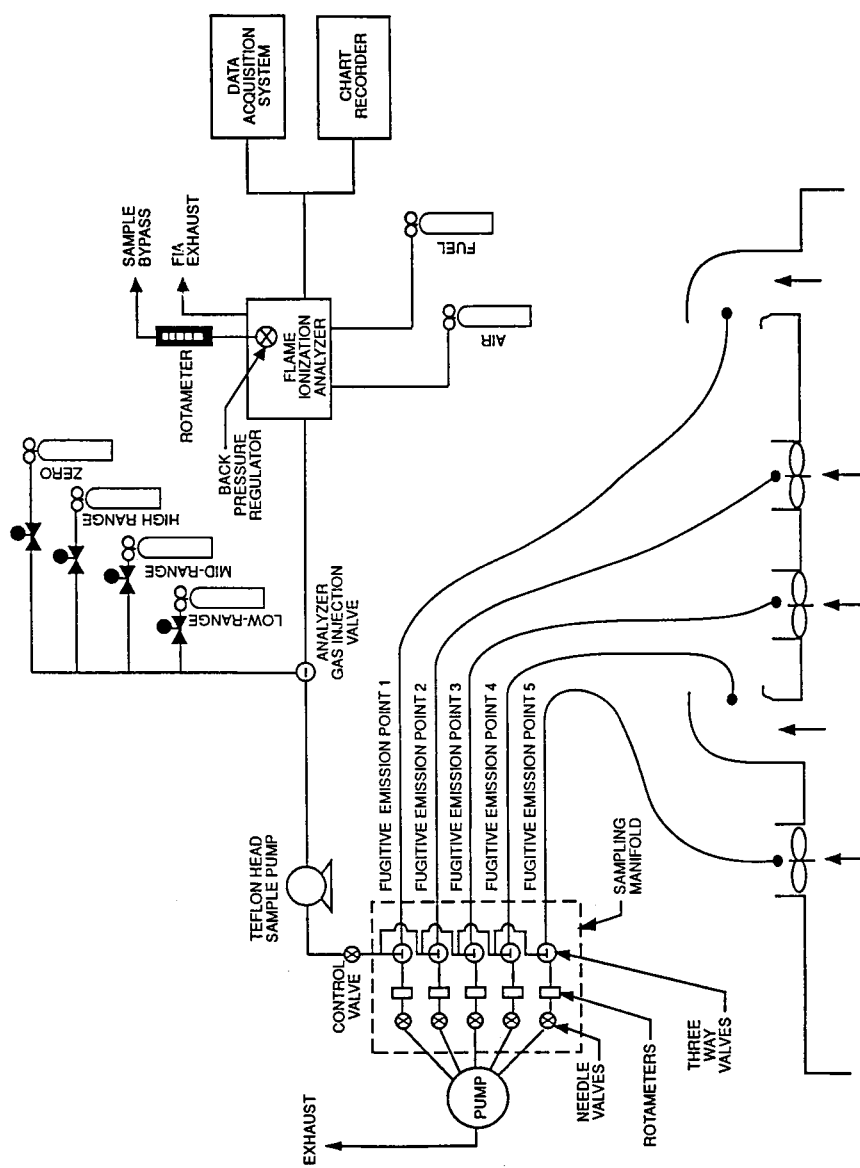 DATA
ACQUISITION
SYSTEM
CHART
RECORDER
SAMPLE
BYPASS
FIA
EXHAUST
ROTAMETER
FLAME
IONIZATION
ANALYZER
BACK
PRESSURE
REGULATOR
FUEL
AIR
ZERO
HIGH RANGE
MID-RANGE
LOW-RANGE
ANALYZER
GAS INJECTION
VALVE
TEFLON HEAD
SAMPLE PUMP
CONTROL
VALVE
FUGITIVE EMISSION POINT 1
FUGITIVE EMISSION POINT 2
FUGITIVE EMISSION POINT 3
FUGITIVE EMISSION POINT 4
FUGITIVE EMISSION POINT 5
SAMPLING
MANIFOLD
EXHAUST
PUMP
NEEDLE
VALVES
ROTAMETERS
THREE
WAY
VALVES